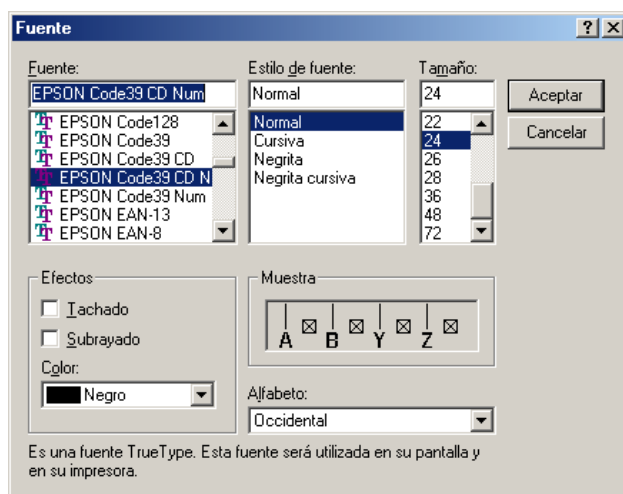 Fuente
Fuente:
EPSON Code39 CD Num
EPSON Code128
EPSON Code39
EPSON Code39 CD
EPSON Code39 CD N
EPSON Code39 Num
EPSON EAN-13
EPSON EAN-8
Estilo de fuente:
Normal
Normal
Cursiva
Negrita
Negrita cursiva
Tamaño:
24
22
24
26
28
36
48
72
Aceptar
Cancelar
Efectos
Tachado
Subrayado
Color:
Negro
Muestra
A B Y Z
Alfabeto:
Occidental
Es una fuente TrueType. Esta fuente será utilizada en su pantalla y
en su impresora.